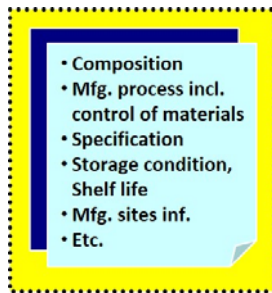 • Composition
• Mfg. process incl.
control of materials
• Specification
• Storage condition,
Shelf life
• Mfg. sites inf.
• Etc.